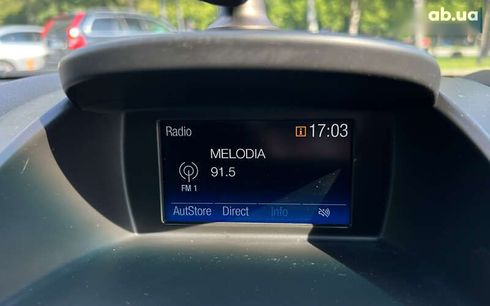 ab.ua
Radio
i 17:03
MELODIA
91.5
FM 1
AutStore Direct Info